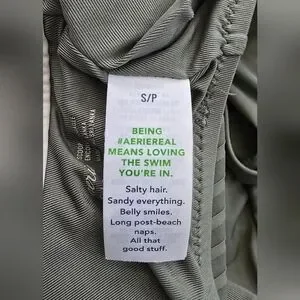 S/P
BEING
#AERIEREAL
MEANS LOVING
THE SWIM
YOU'RE IN.
Salty hair.
Sandy everything.
Belly smiles.
Long post-beach
naps.
All that
good stuff.